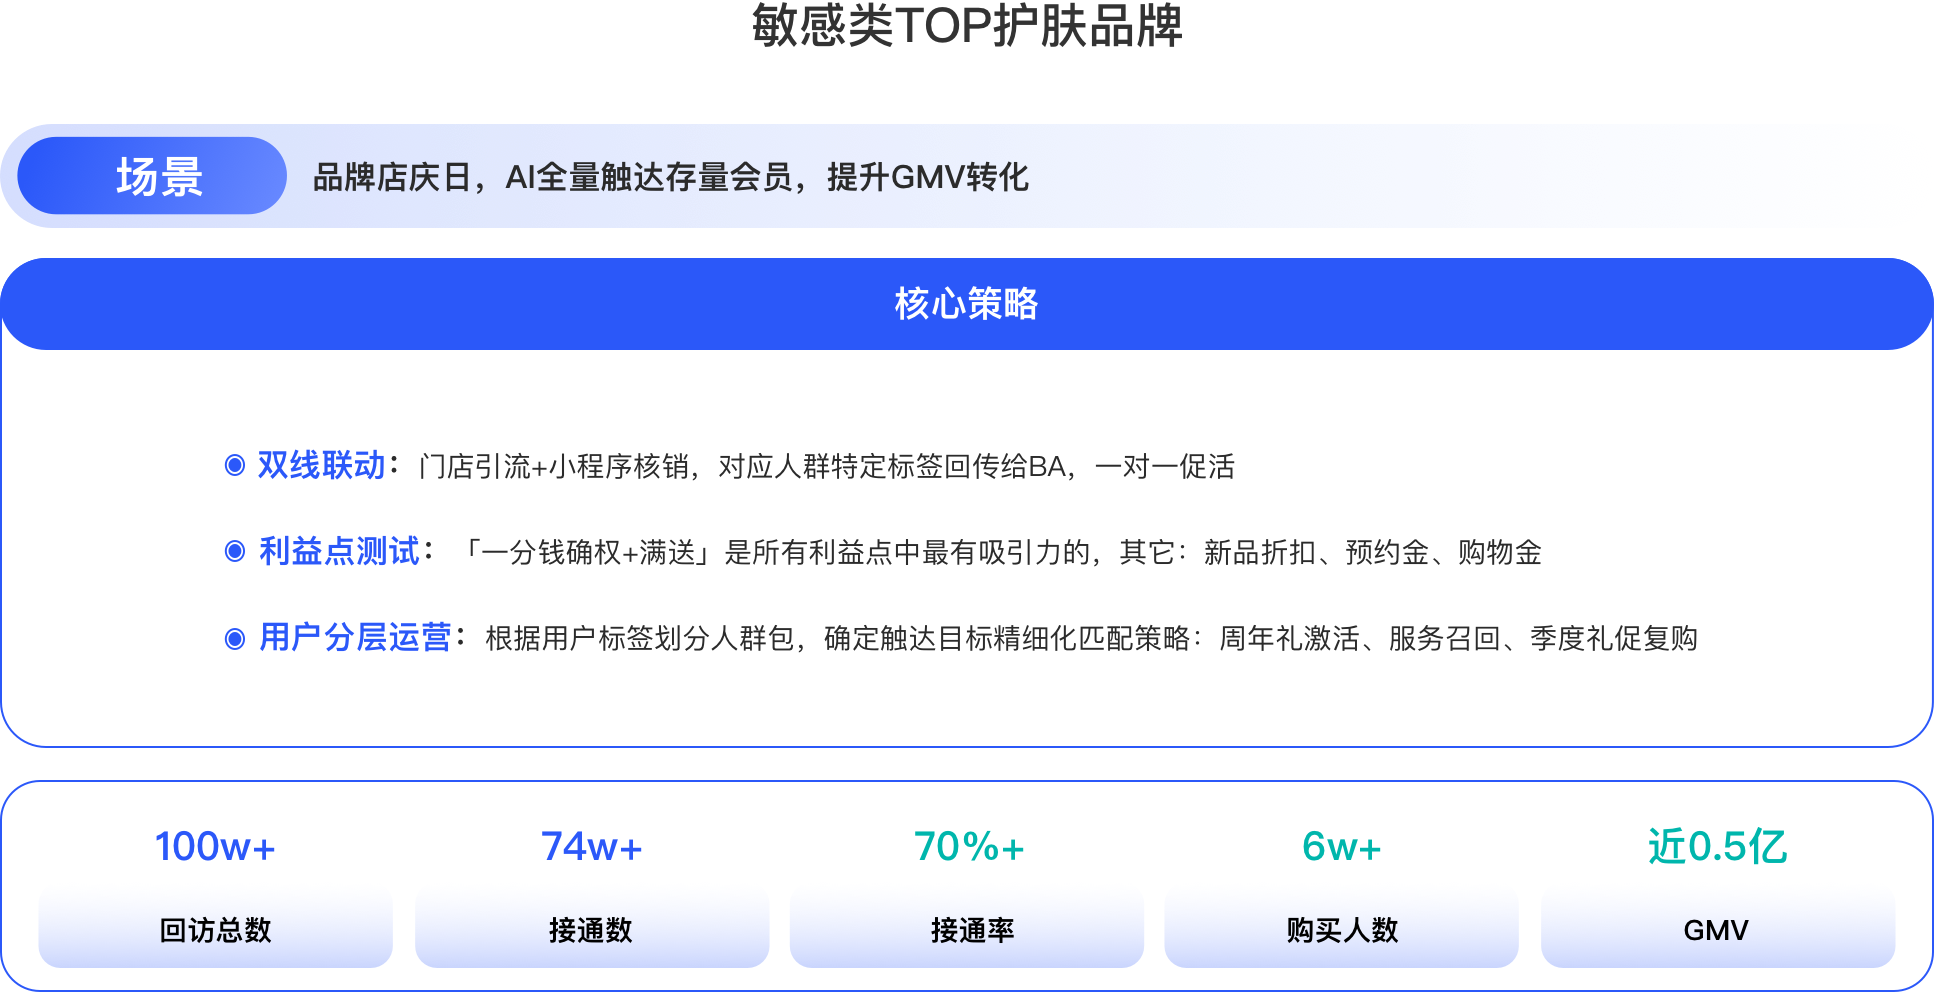 敏感类TOP护肤品牌
场景
品牌店庆日，AI全量触达存量会员，提升GMV转化
核心策略
双线联动：门店引流+小程序核销，对应人群特定标签回传给BA，一对一促活
利益点测试：「一分钱确权+满送」是所有利益点中最有吸引力的，其它：新品折扣、预约金、购物金
用户分层运营：根据用户标签划分人群包，确定触达目标精细化匹配策略：周年礼激活、服务召回、季度礼促复购
100w+
74w+
70%+
6w+
近0.5亿
回访总数
接通数
接通率
购买人数
GMV